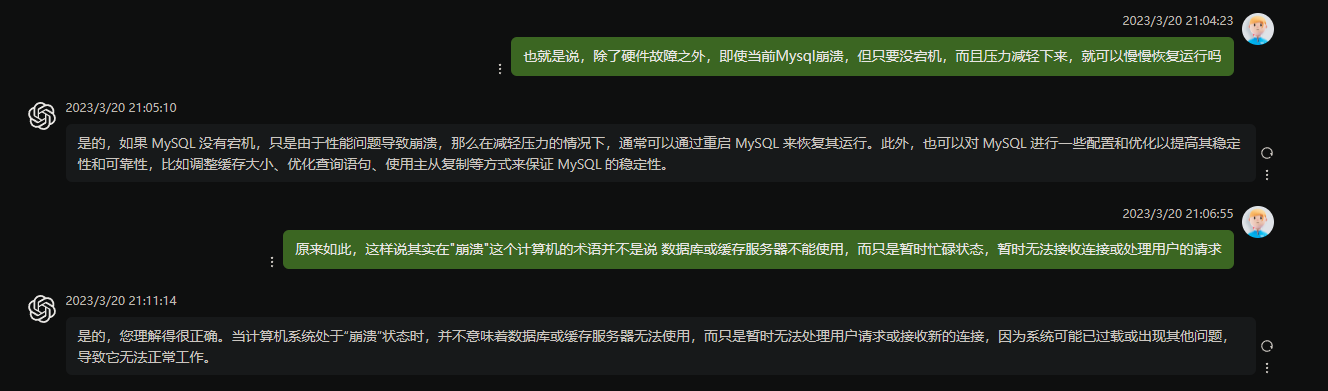 2023/3/20 21:04:23
也就是说，除了硬件故障之外，即使当前Mysql崩溃，但只要没宕机，而且压力减轻下来，就可以慢慢恢复运行吗
2023/3/20 21:05:10
是的，如果 MySQL 没有宕机，只是由于性能问题导致崩溃，那么在减轻压力的情况下，通常可以通过重启 MySQL 来恢复其运行。此外，也可以对 MySQL 进行一些配置和优化以提高其稳定
性和可靠性，比如调整缓存大小、优化查询语句、使用主从复制等方式来保证 MySQL 的稳定性。
2023/3/20 21:06:55
原来如此，这样说其实在"崩溃"这个计算机的术语并不是说 数据库或缓存服务器不能使用，而只是暂时忙碌状态，暂时无法接收连接或处理用户的请求
2023/3/20 21:11:14
是的，您理解得很正确。当计算机系统处于“崩溃”状态时，并不意味着数据库或缓存服务器无法使用，而只是暂时无法处理用户请求或接收新的连接，因为系统可能已过载或出现其他问题，
导致它无法正常工作。